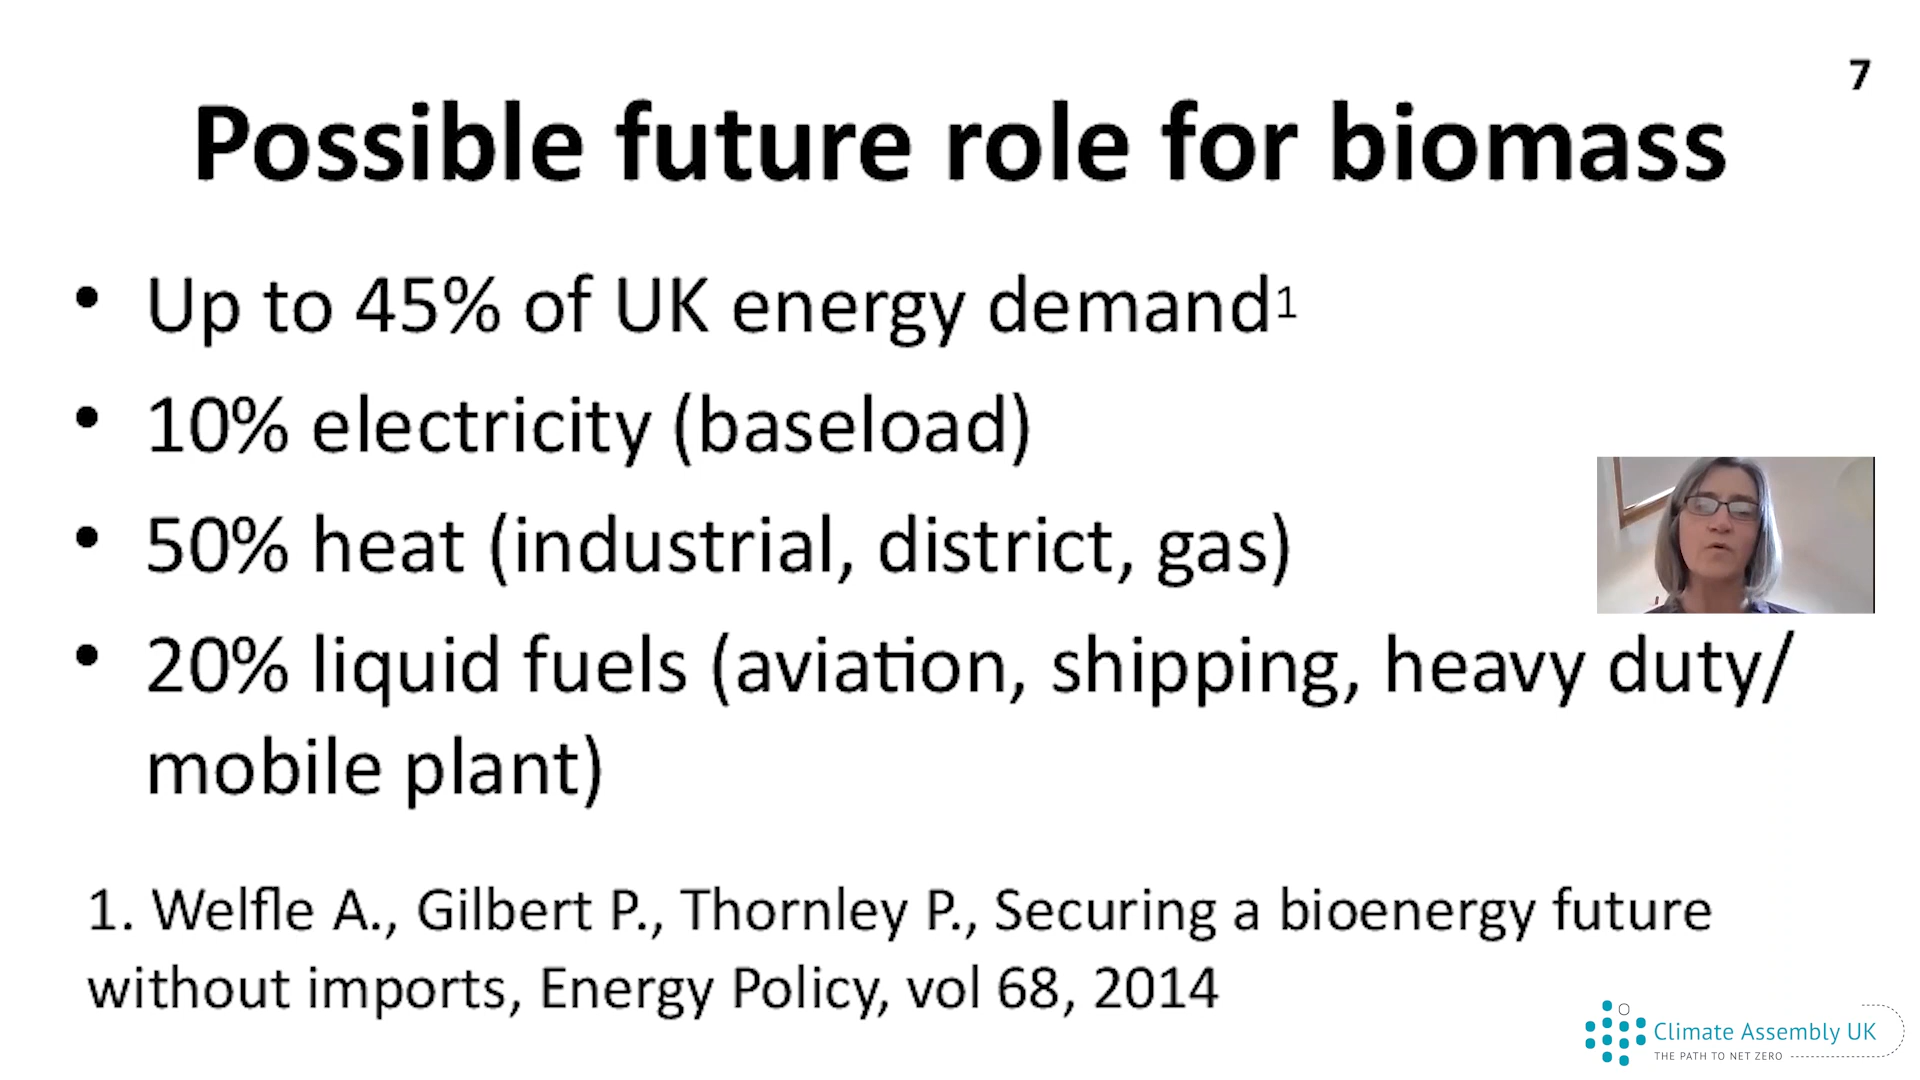 7
Possible future role for biomass
• Up to 45% of UK energy demand¹
• 10% electricity (baseload)
• 50% heat (industrial, district, gas)
• 20% liquid fuels (aviation, shipping, heavy duty/
mobile plant)
1. Welfle A., Gilbert P., Thornley P., Securing a bioenergy future
without imports, Energy Policy, vol 68, 2014
Climate Assembly UK
THE PATH TO NET ZERO